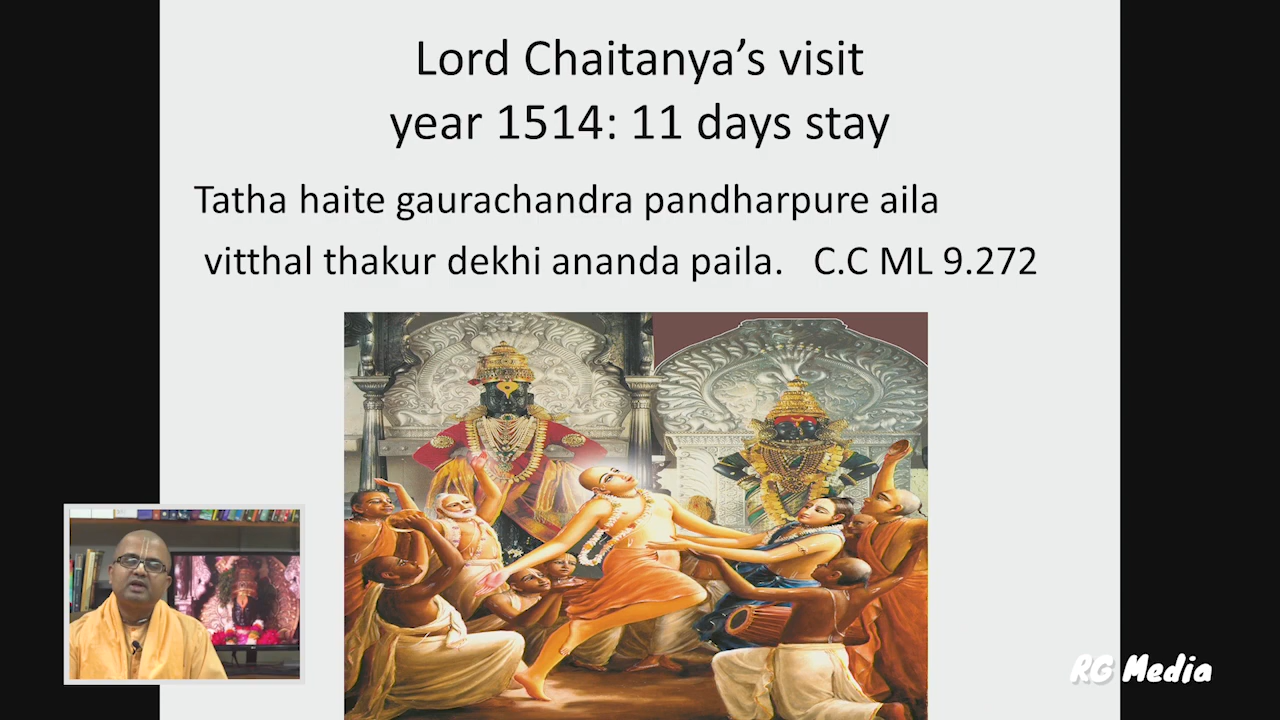 Lord Chaitanya’s visit
year 1514: 11 days stay
Tatha haite gaurachandra pandharpure aila
vitthal thakur dekhi ananda paila. C.C ML 9.272
RG Media